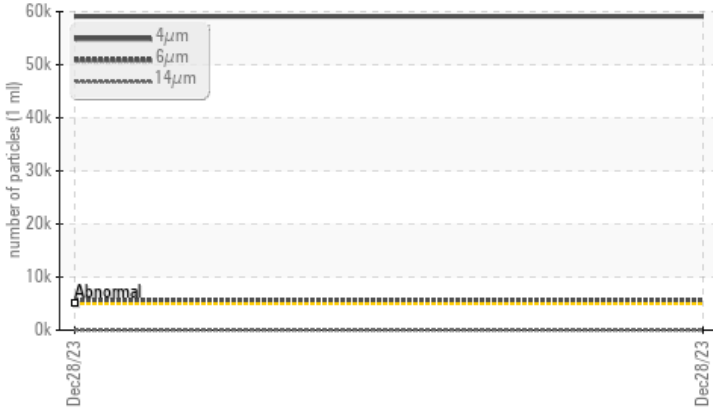 60k
50k
40k
30k
20k
10k
0k
number of particles (1 ml)
4μm
6μm
14μm
Abnormal
Dec28/23
Dec28/23